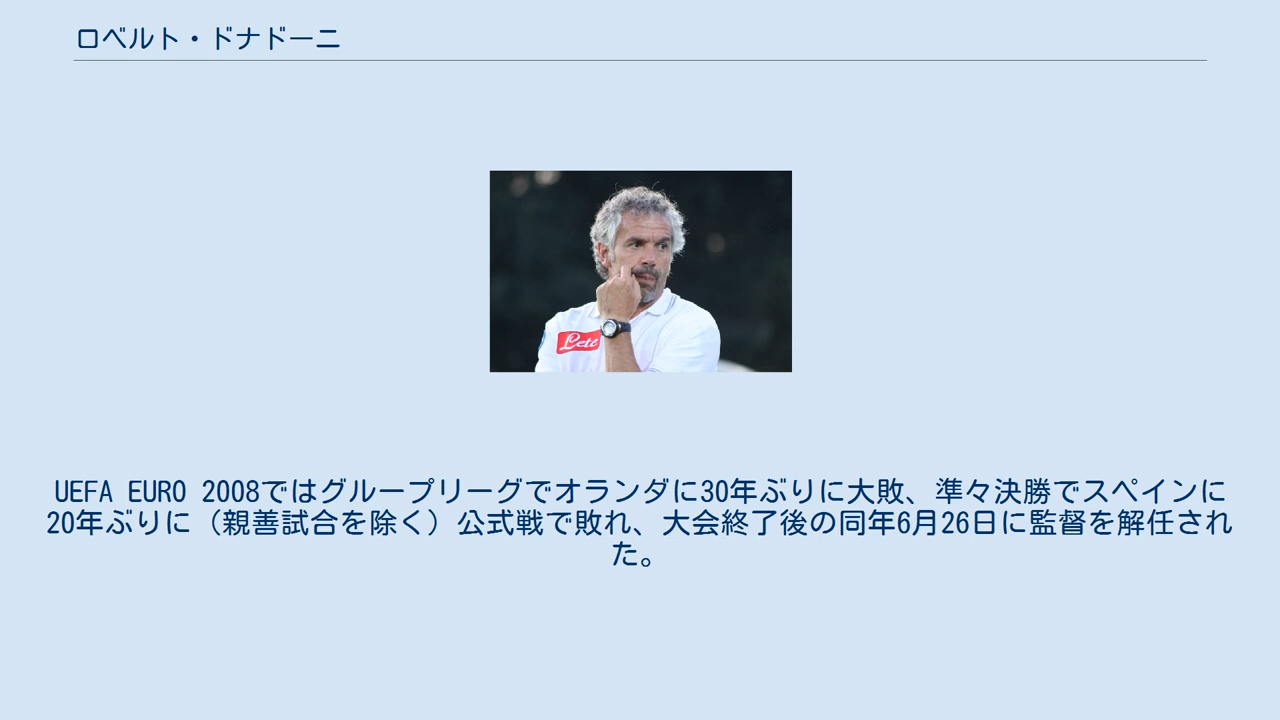 ロベルト・ドナドーニ
Lete
UEFA EURO 2008ではグループリーグでオランダに30年ぶりに大敗、準々決勝でスペインに
20年ぶりに（親善試合を除く）公式戦で敗れ、大会終了後の同年6月26日に監督を解任され
た。